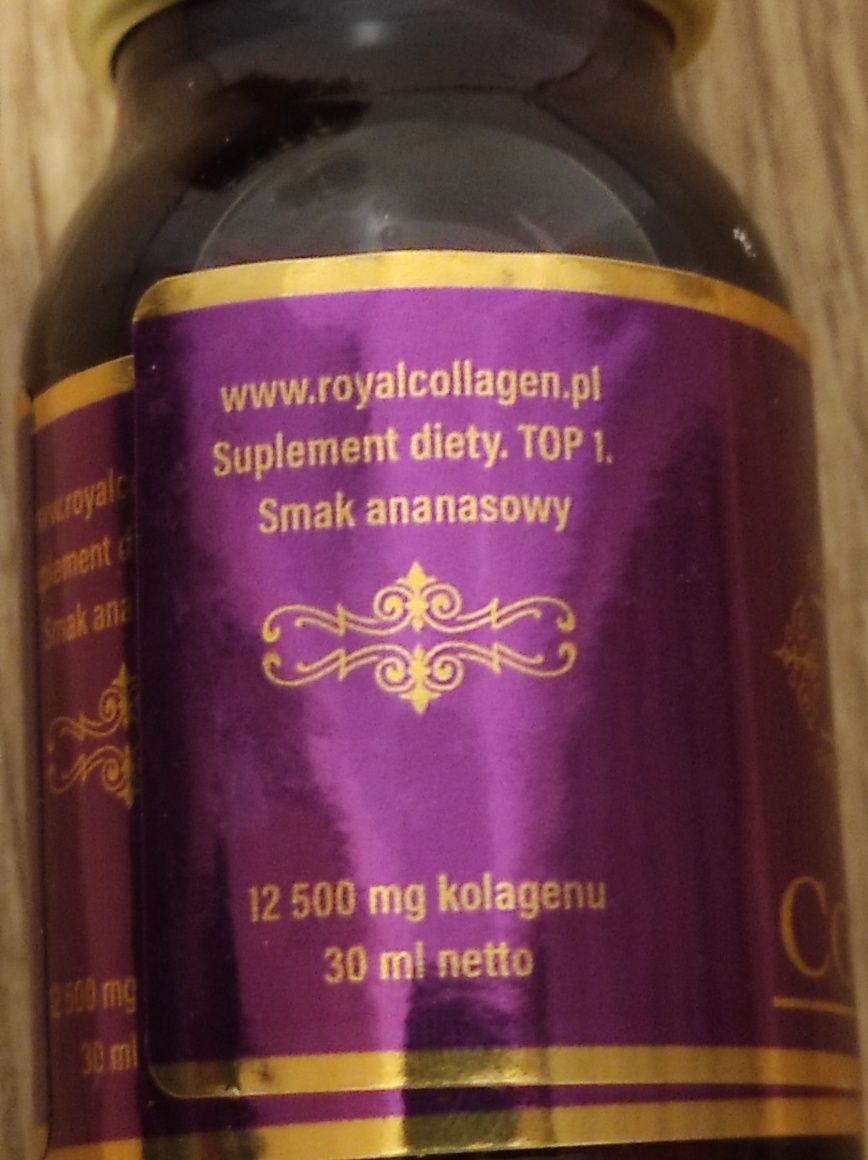 www.royalcollagen.pl
Suplement diety. TOP 1.
Smak ananasowy
12 500 mg kolagenu
30 ml netto